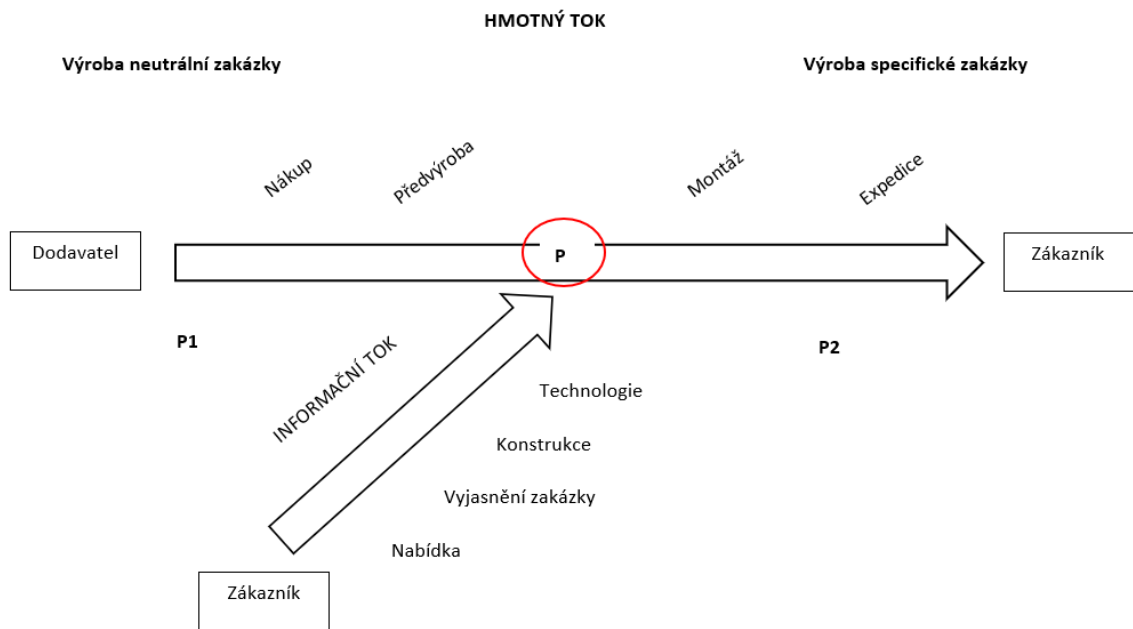 HMOTNÝ TOK
Výroba neutrální zakázky
Výroba specifické zakázky
Nákup
Předvýroba
Montáž
Expedice
Dodavatel
P
Zákazník
P1
P2
INFORMAČNÍ TOK
Technologie
Konstrukce
Vyjasnění zakázky
Nabídka
Zákazník